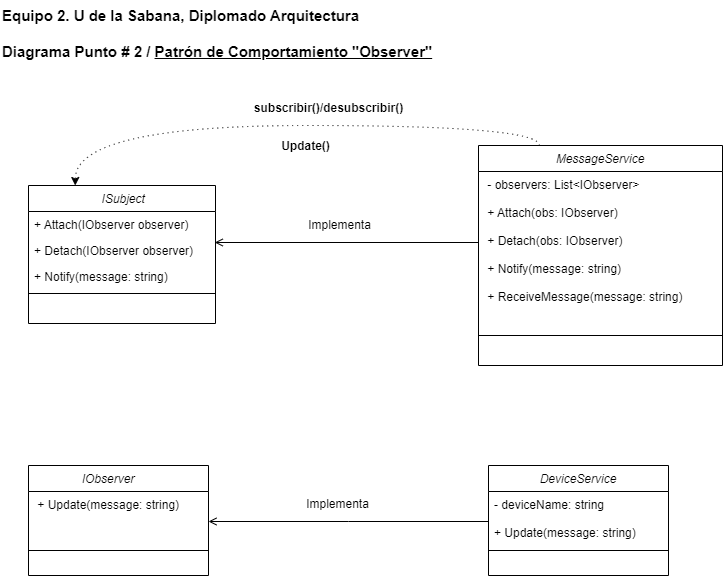 Equipo 2. U de la Sabana, Diplomado Arquitectura
Diagrama Punto # 2 / Patrón de Comportamiento "Observer"
subscribir()/desubscribir()
Update()
ISubject
+ Attach(IObserver observer)
+ Detach(IObserver observer)
+ Notify(message: string)
Implementa
MessageService
- observers: List<IObserver>
+ Attach(obs: IObserver)
+ Detach(obs: IObserver)
+ Notify(message: string)
+ ReceiveMessage(message: string)
IObserver
+ Update(message: string)
Implementa
DeviceService
- deviceName: string
+ Update(message: string)